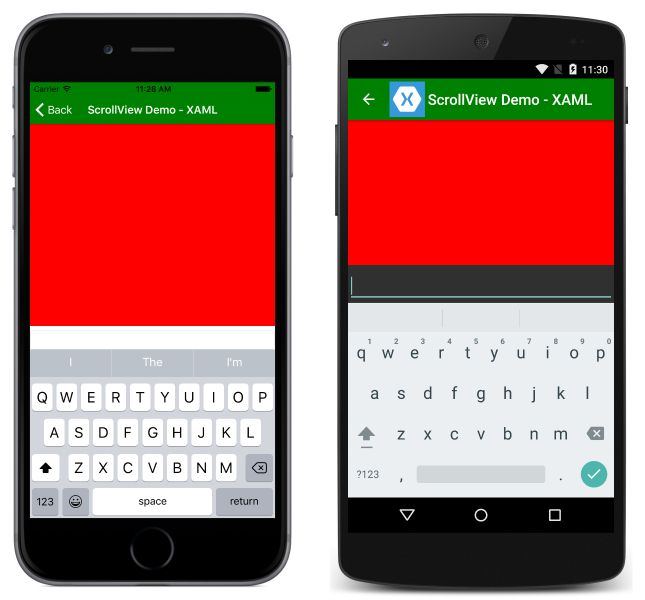 Carrier 11:28 AM
Back ScrollView Demo - XAML
I The I'm
Q W E R T Y U I O P
A S D F G H J K L
Z X C V B N M
123 space return
11:30
ScrollView Demo - XAML
1 2 3 4 5 6 7 8 9 0
q w e r t y u i o p
a s d f g h j k l
z x c v b n m
?123 , .